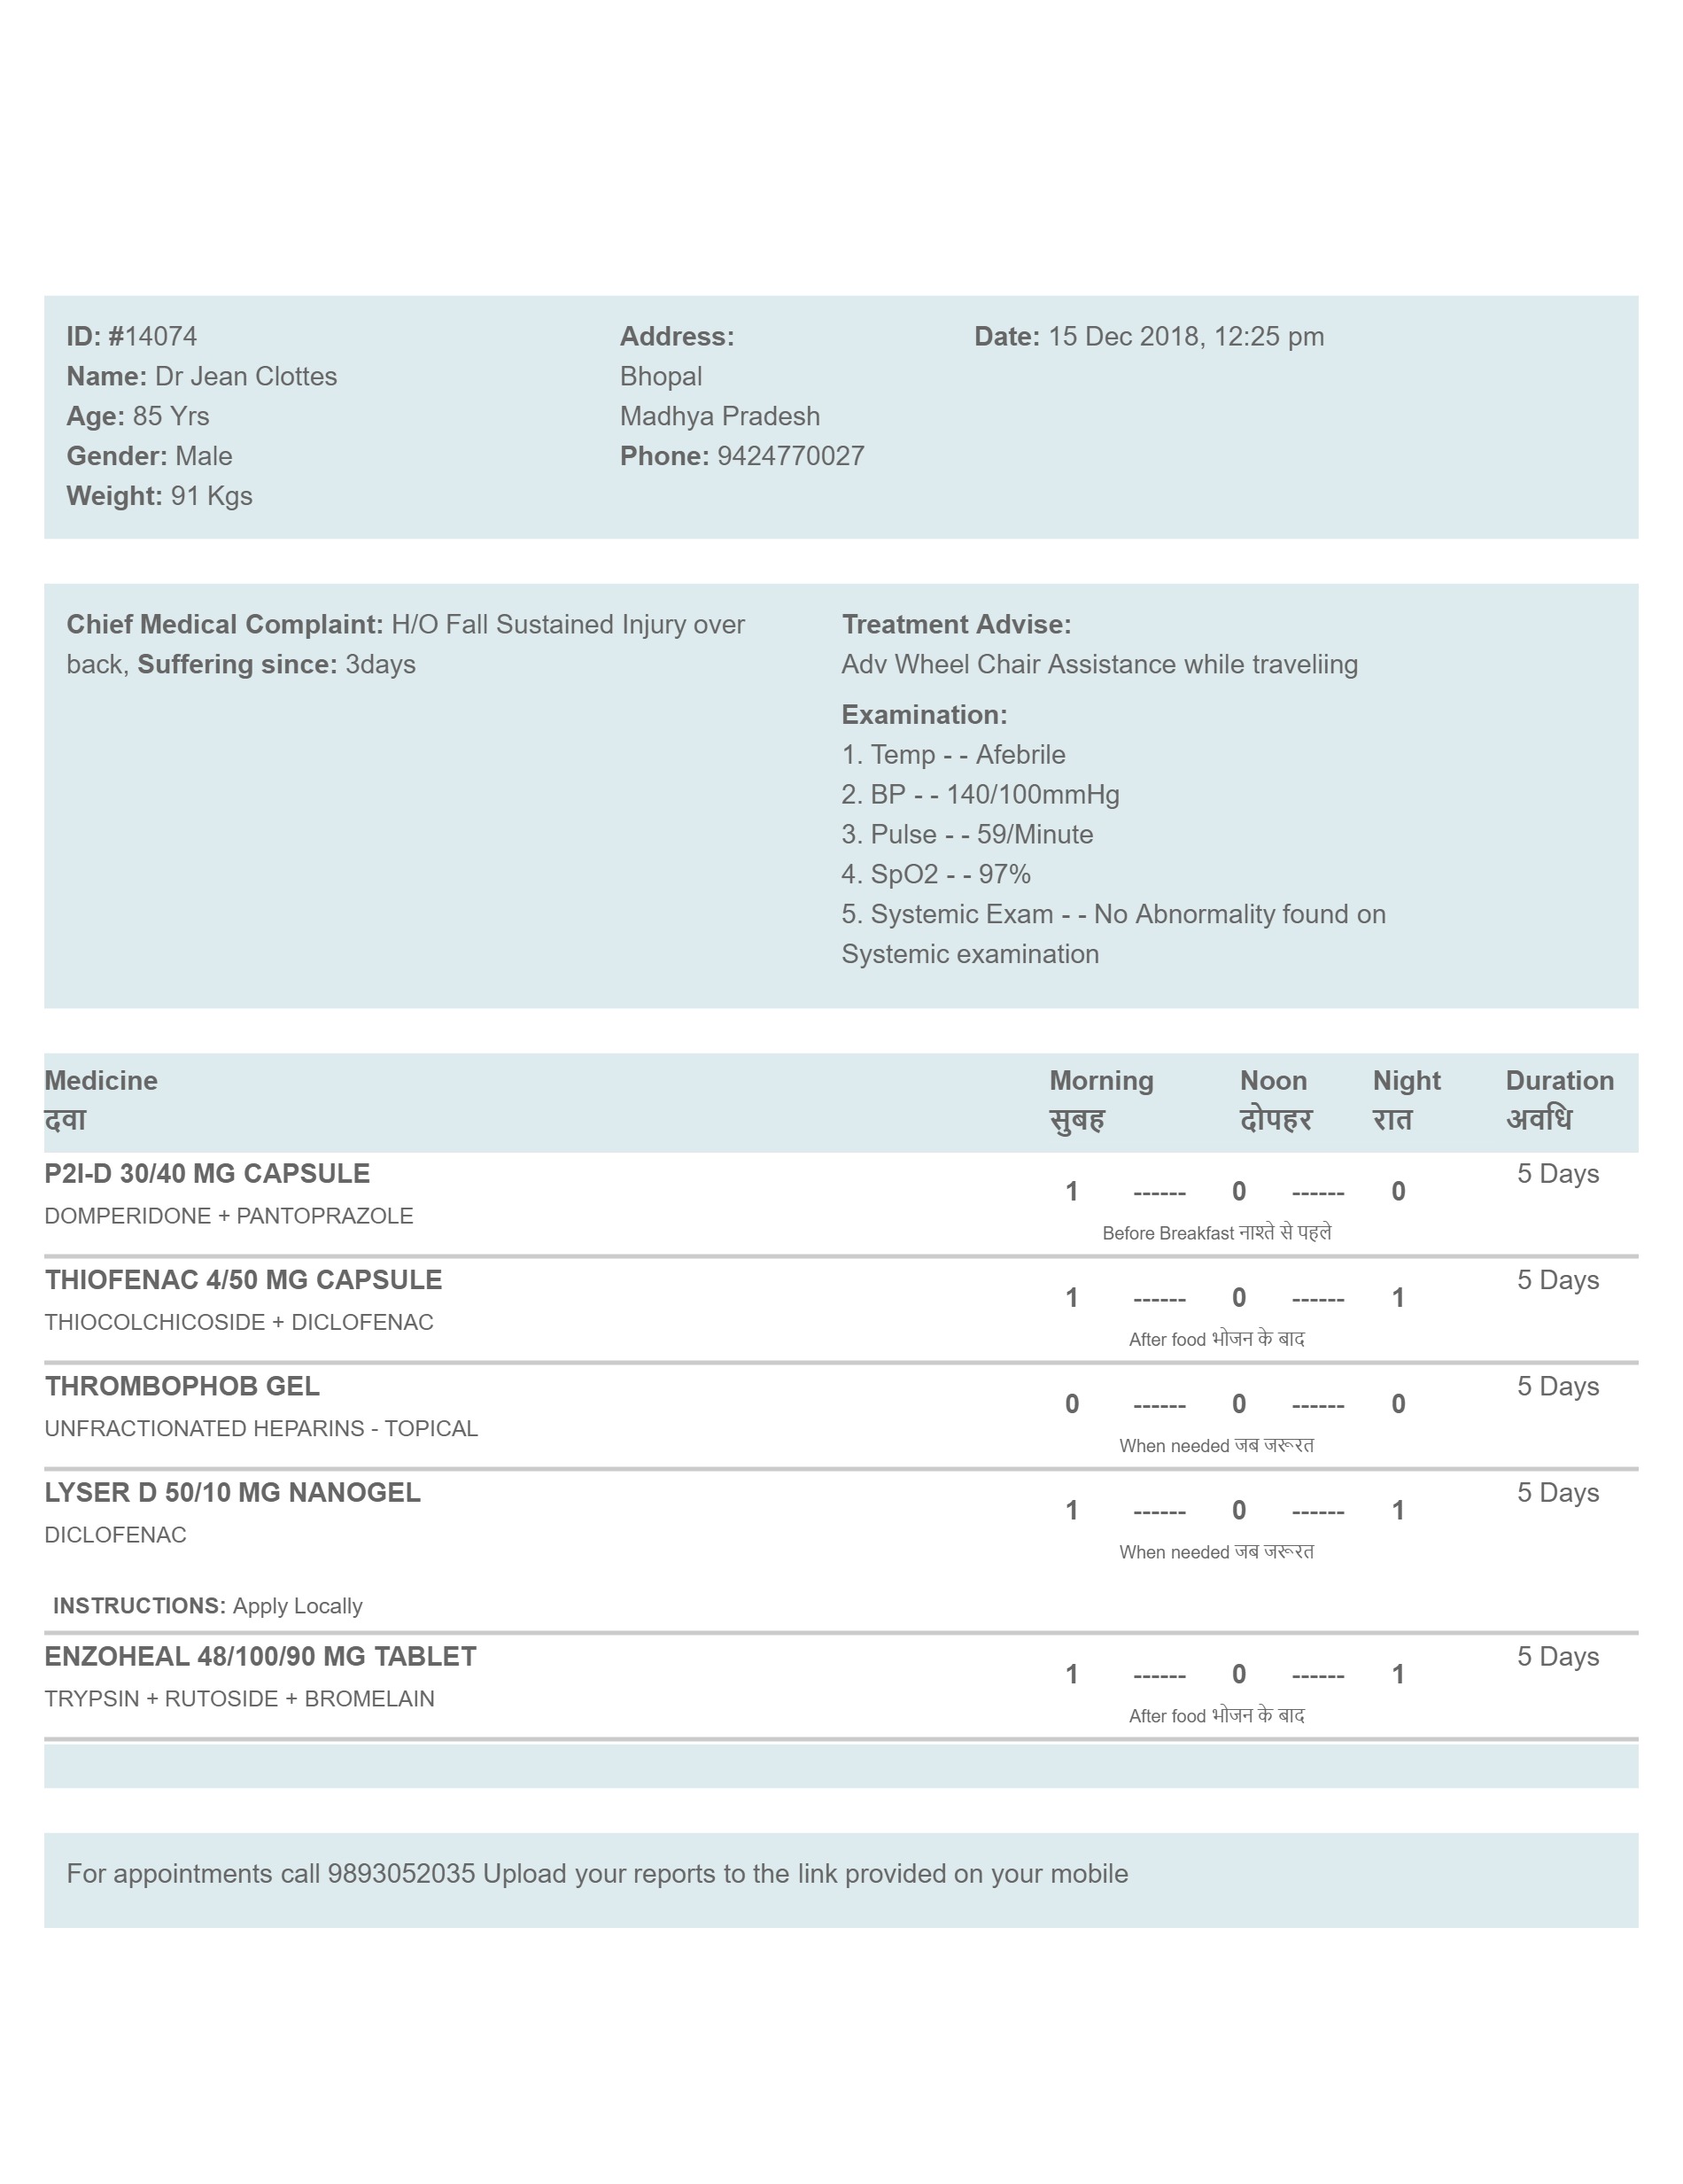 ID: #14074
Name: Dr Jean Clottes
Age: 85 Yrs
Gender: Male
Weight: 91 Kgs
Address:
Bhopal
Madhya Pradesh
Phone: 9424770027
Date: 15 Dec 2018, 12:25 pm
Chief Medical Complaint: H/O Fall Sustained Injury over
back, Suffering since: 3days
Treatment Advise:
Adv Wheel Chair Assistance while traveliing
Examination:
1. Temp - - Afebrile
2. BP - - 140/100mmHg
3. Pulse - - 59/Minute
4. SpO2 - - 97%
5. Systemic Exam - - No Abnormality found on
Systemic examination
Medicine Morning Noon Night Duration
दवा सुबह दोपहर रात अवधि
P2I-D 30/40 MG CAPSULE 5 Days
1 ------ 0 ------ 0
DOMPERIDONE + PANTOPRAZOLE
Before Breakfast नाश्ते से पहले
THIOFENAC 4/50 MG CAPSULE 5 Days
1 ------ 0 ------ 1
THIOCOLCHICOSIDE + DICLOFENAC
After food भोजन के बाद
THROMBOPHOB GEL 5 Days
0 ------ 0 ------ 0
UNFRACTIONATED HEPARINS - TOPICAL
When needed जब जरूरत
LYSER D 50/10 MG NANOGEL 5 Days
1 ------ 0 ------ 1
DICLOFENAC
When needed जब जरूरत
INSTRUCTIONS: Apply Locally
ENZOHEAL 48/100/90 MG TABLET 5 Days
1 ------ 0 ------ 1
TRYPSIN + RUTOSIDE + BROMELAIN
After food भोजन के बाद
For appointments call 9893052035 Upload your reports to the link provided on your mobile